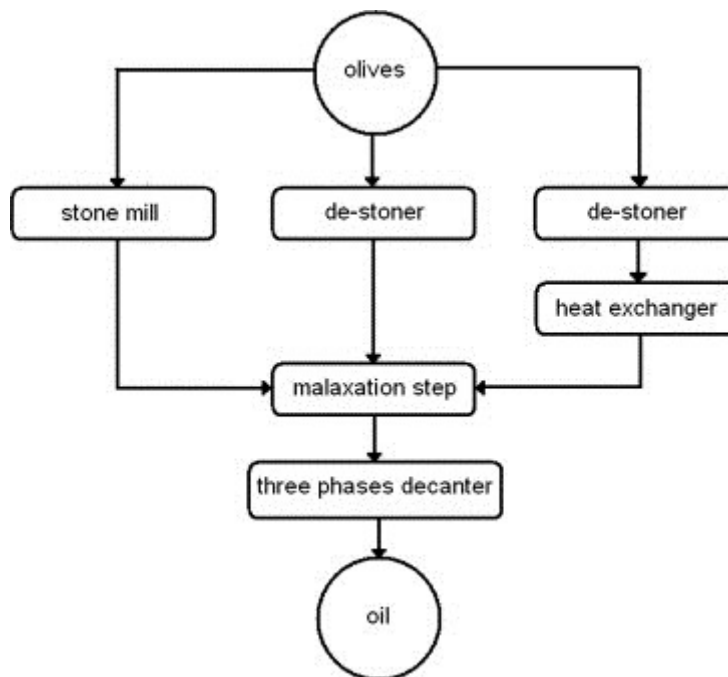 olives
stone mill
de-stoner
de-stoner
heat exchanger
malaxation step
three phases decanter
oil